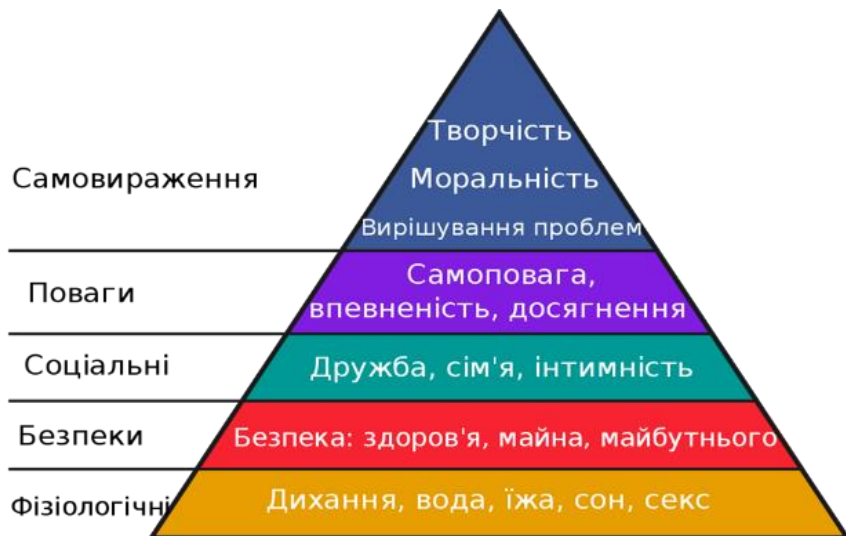 Творчість
Самовираження
Моральність
Вирішування проблем
Поваги
Самоповага,
впевненість, досягнення
Соціальні
Дружба, сім'я, інтимність
Безпеки
Безпека: здоров'я, майна, майбутнього
Фізіологічні
Дихання, вода, їжа, сон, секс